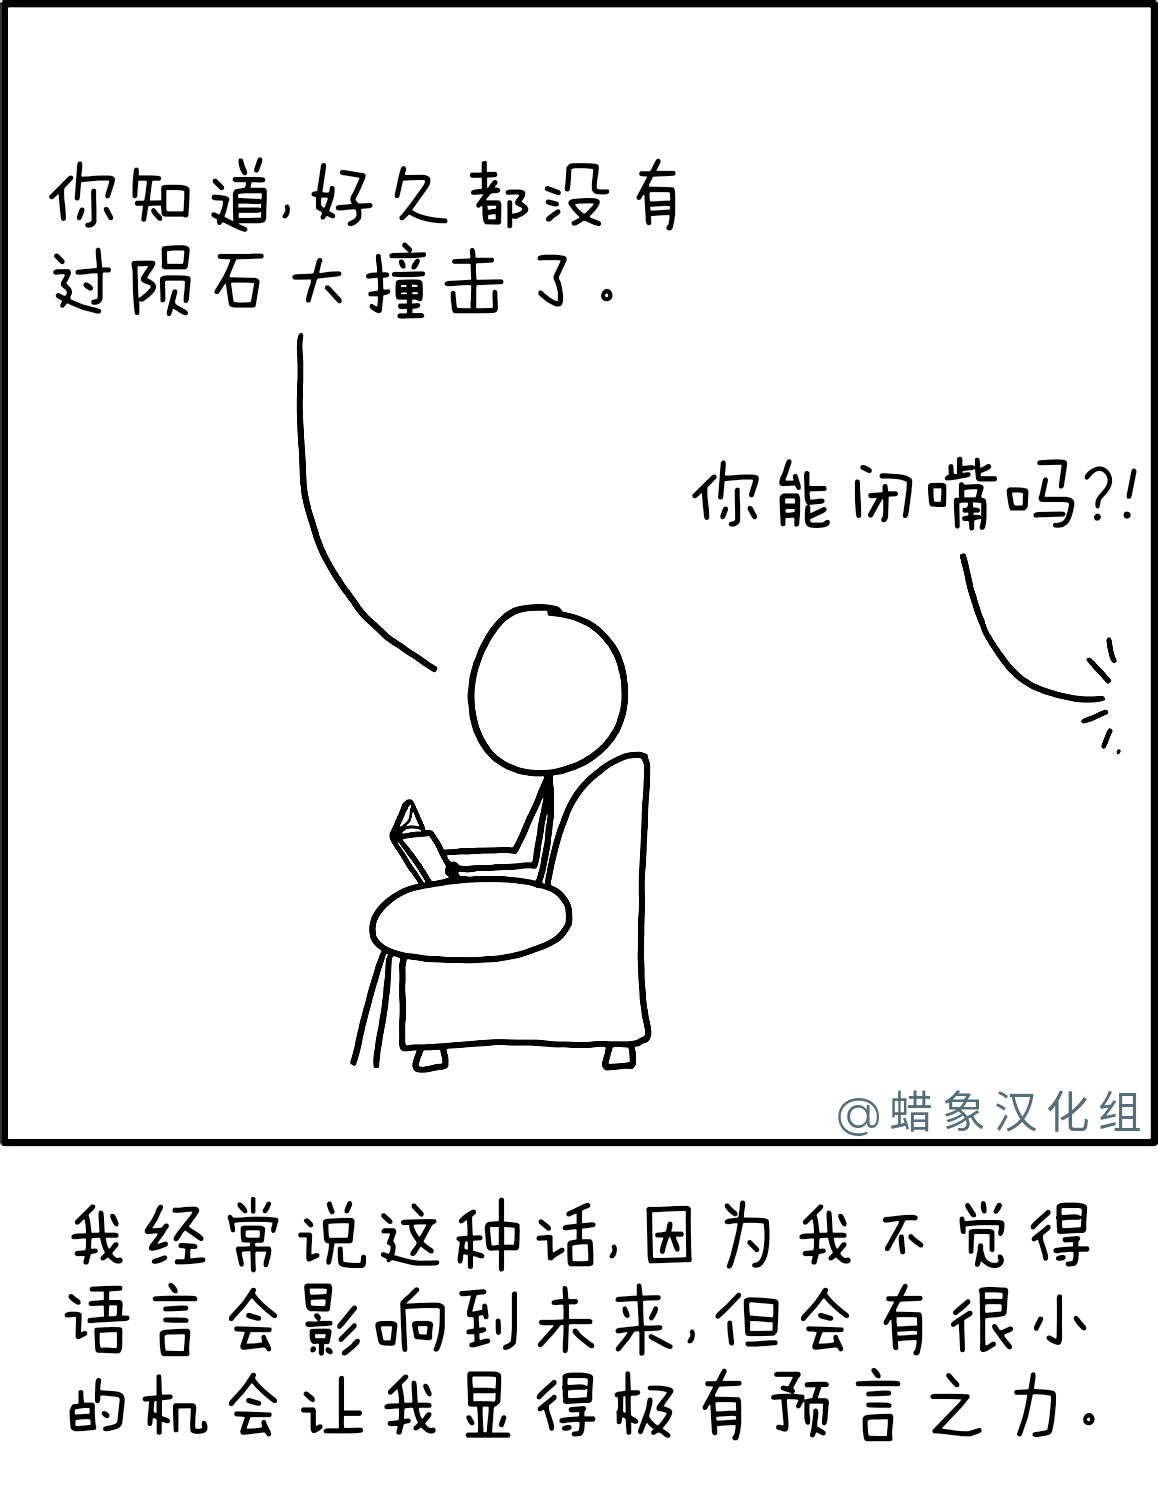 你知道,好久都没有
过陨石大撞击了。
你能闭嘴吗?!
@蜡象汉化组
我经常说这种话,因为我不觉得
语言会影响到未来,但会有很小
的机会让我显得极有预言之力。